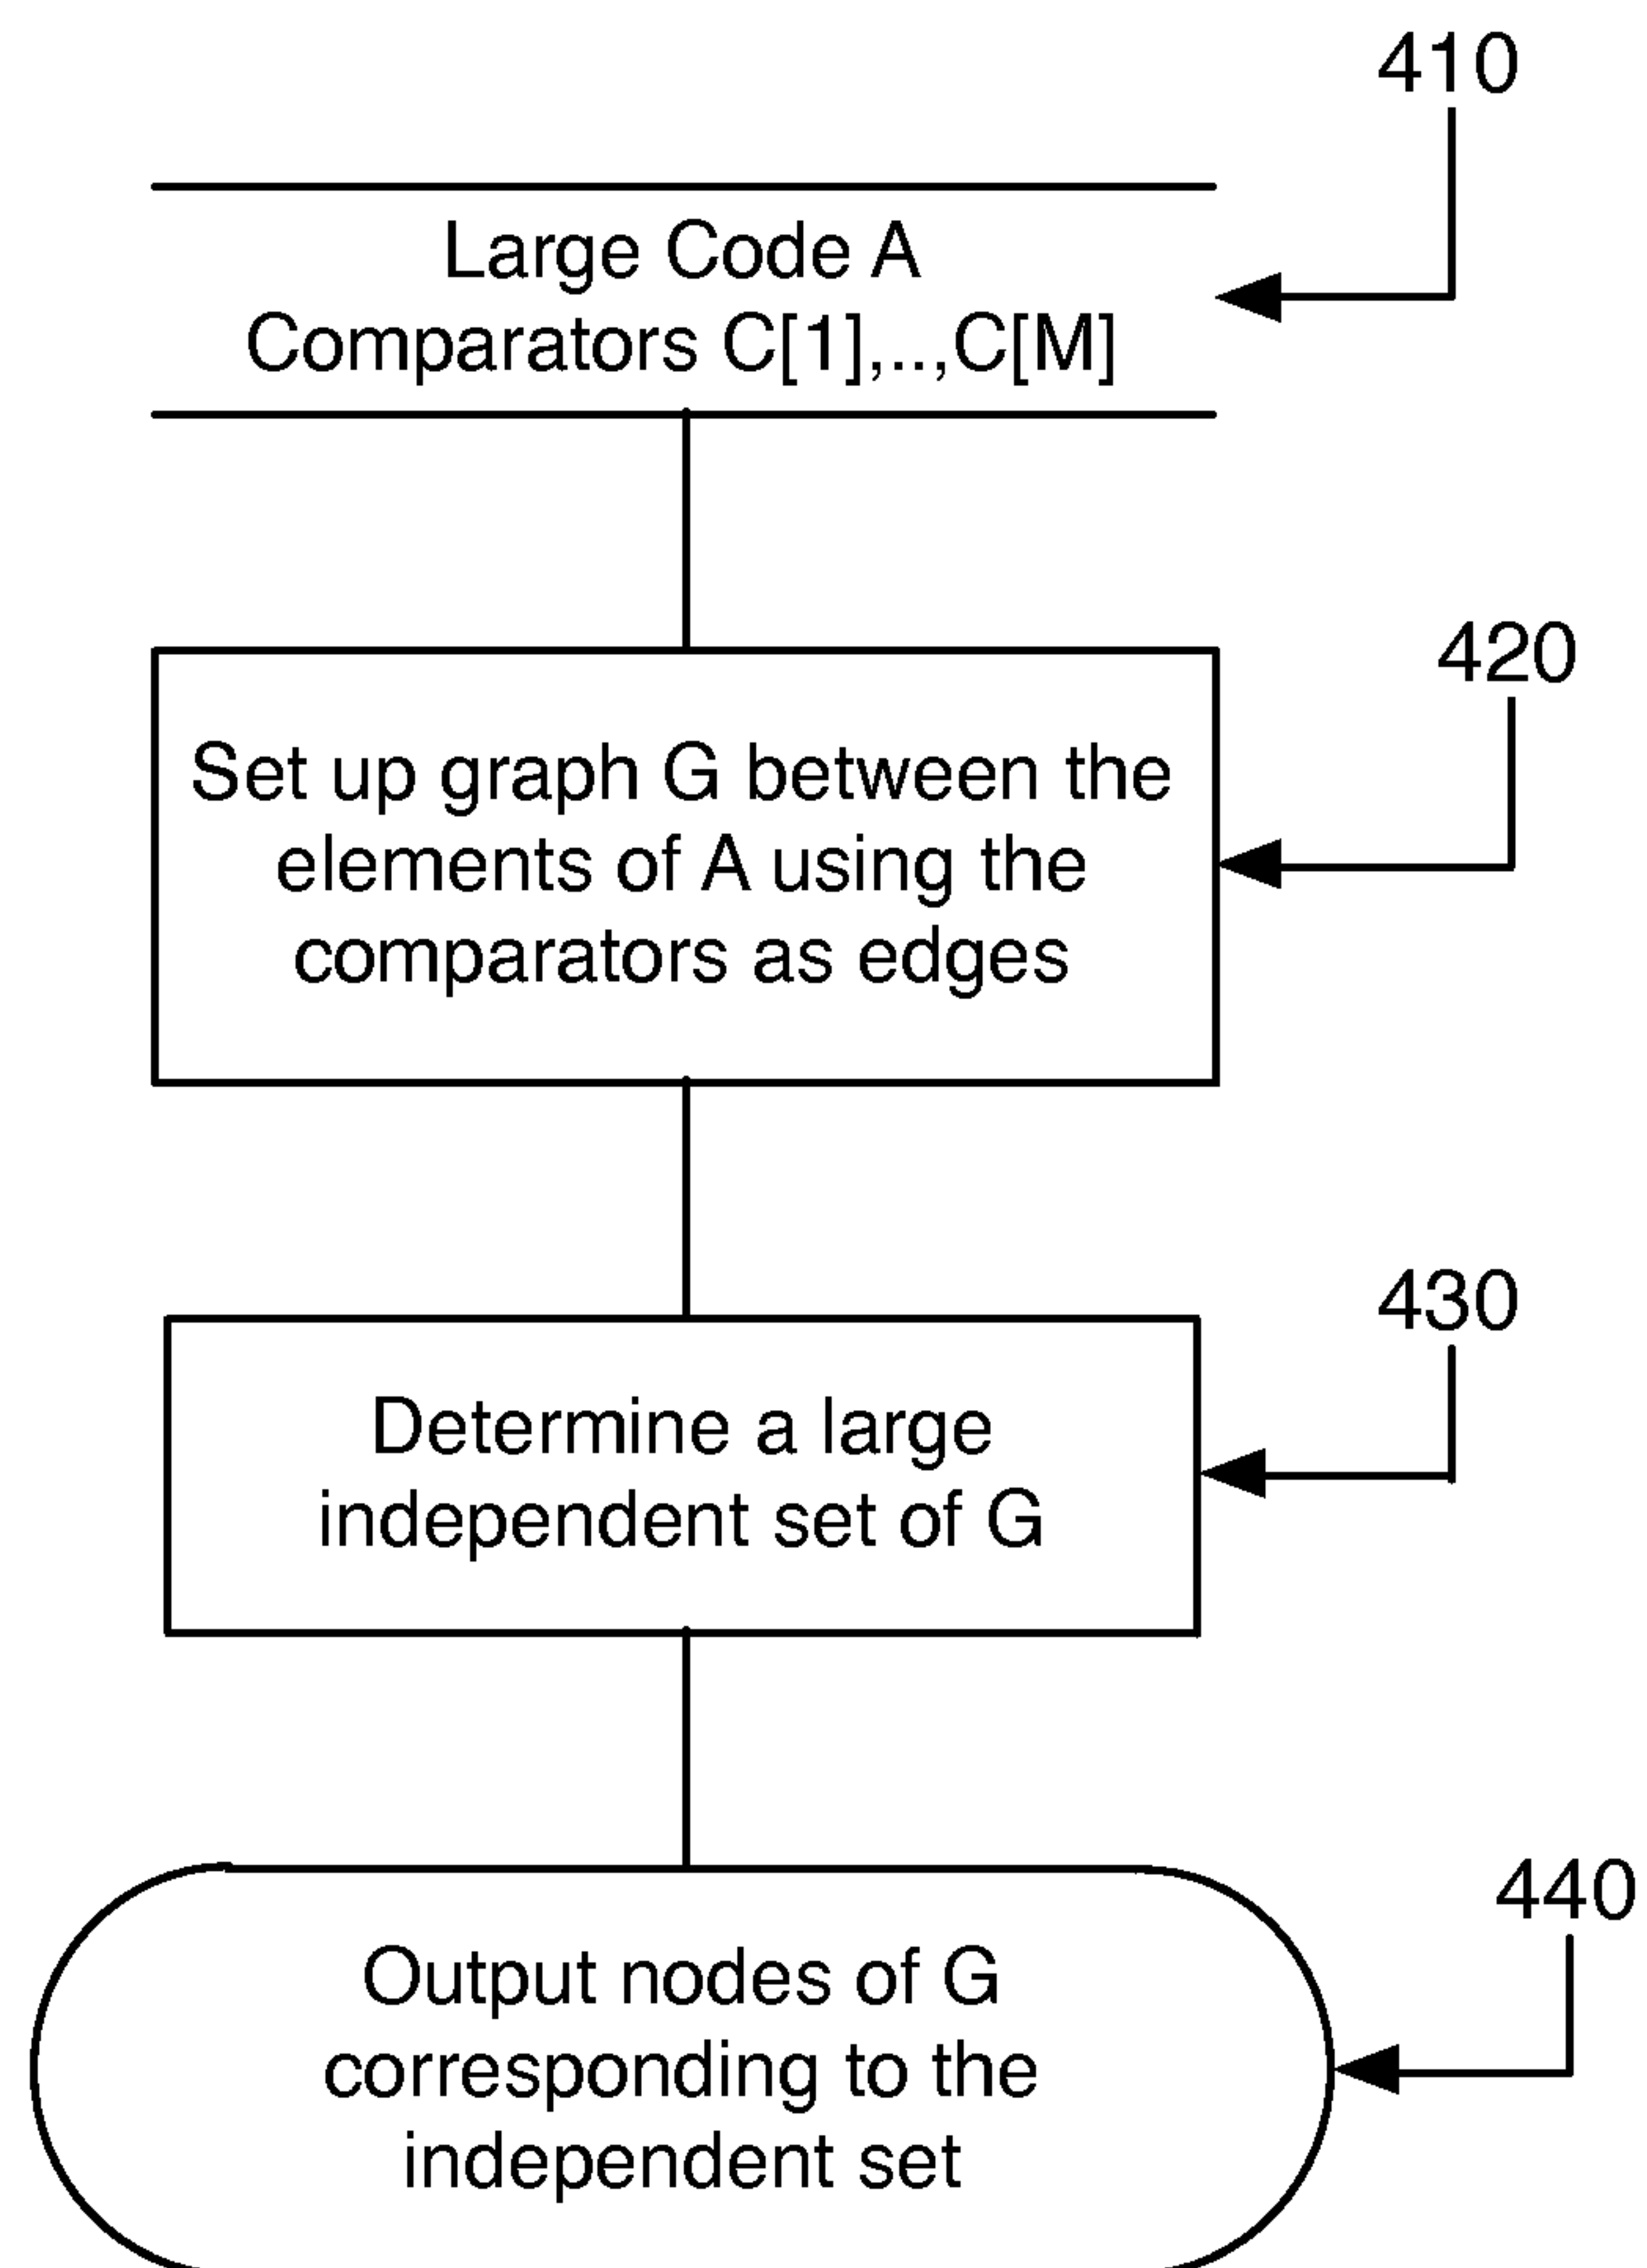 410
Large Code A
Comparators C[1],..,C[M]
420
Set up graph G between the
elements of A using the
comparators as edges
430
Determine a large
independent set of G
440
Output nodes of G
corresponding to the
independent set